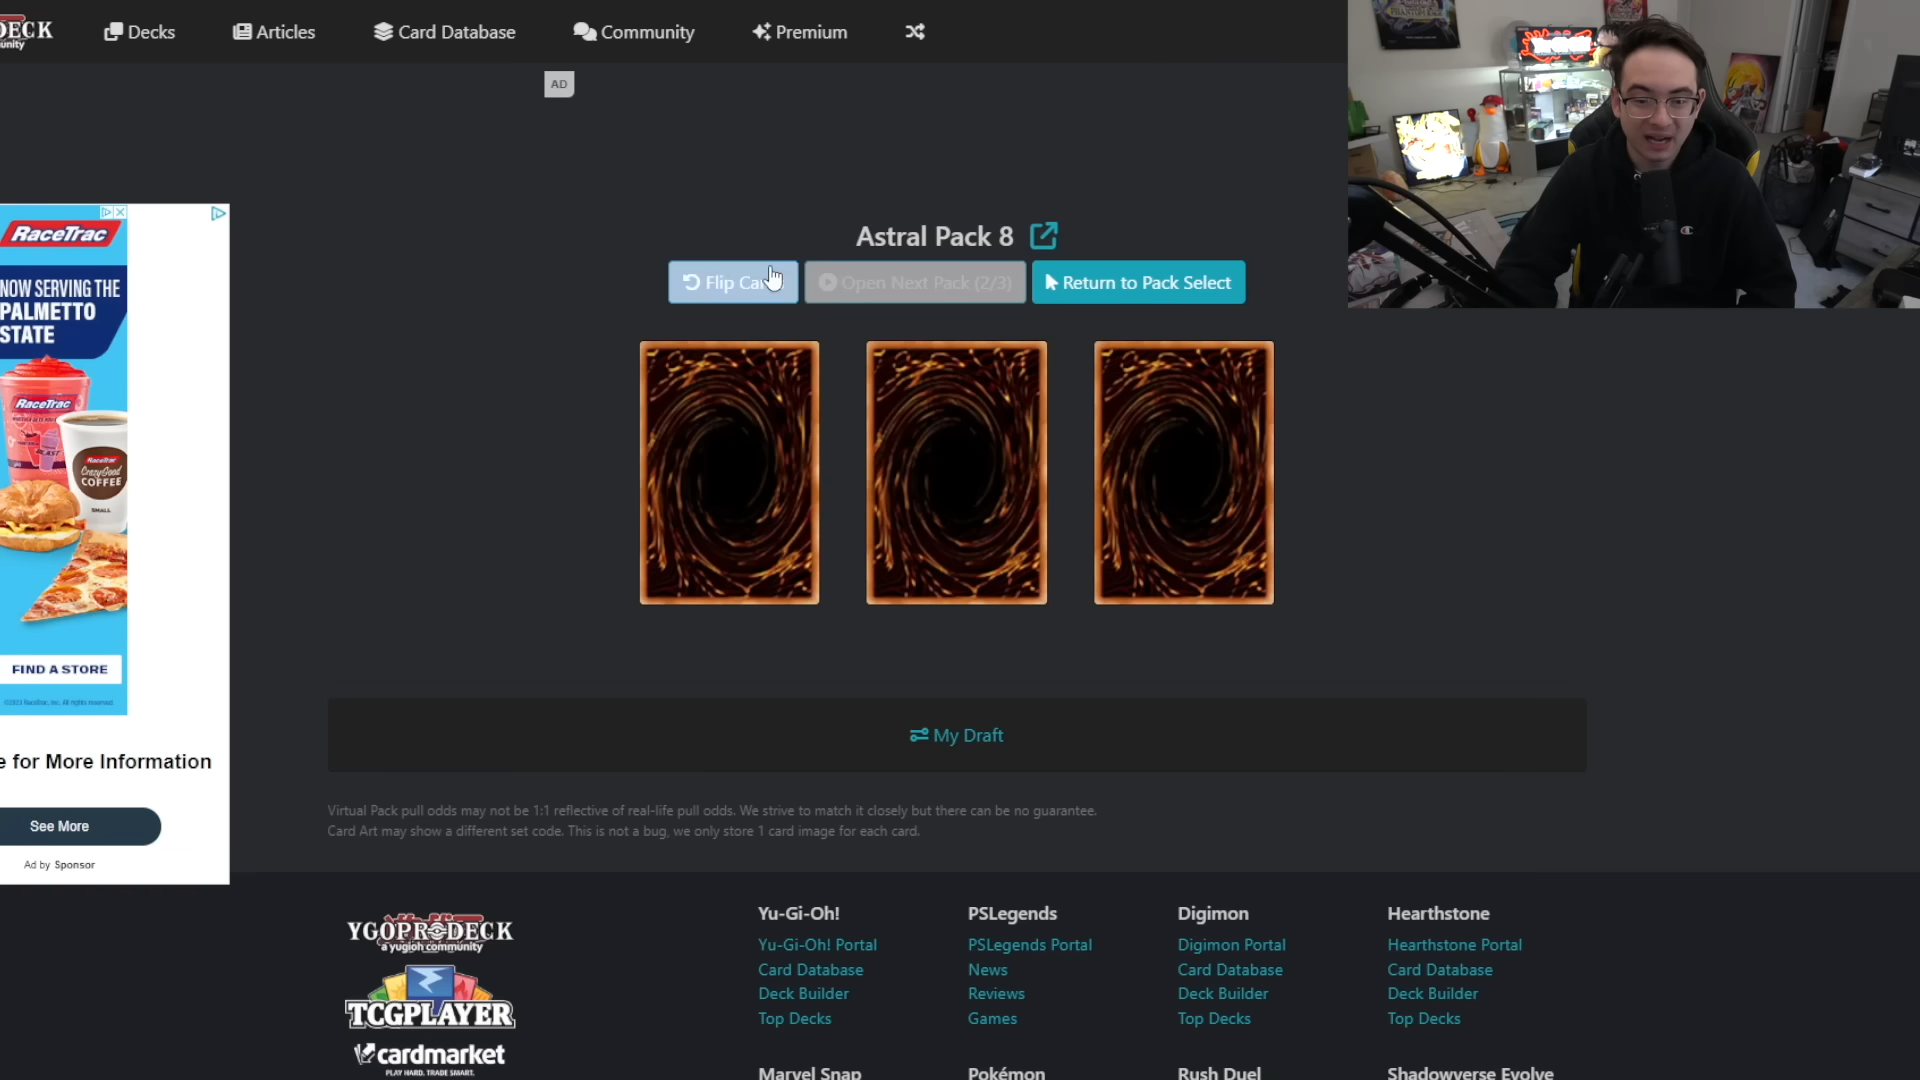 DECK
Decks
Articles
Card Database
Community
Premium
AD
RaceTrac
NOW SERVING THE
PALMETTO
STATE
RaceTrac
CrazyGood
COFFEE
SMALL
FIND A STORE
e for More Information
See More
Ad by Sponsor
Astral Pack 8
Flip Ca
Open Next Pack (2/3)
Return to Pack Select
My Draft
Virtual Pack pull odds may not be 1:1 reflective of real-life pull odds. We strive to match it closely but there can be no guarantee.
Card Art may show a different set code. This is not a bug, we only store 1 card image for each card.
YGOPRODECK
a yugioh community
TCGPLAYER
cardmarket
PLAY HARD. TRADE SMART.
Yu-Gi-Oh!
Yu-Gi-Oh! Portal
Card Database
Deck Builder
Top Decks
PSLegends
PSLegends Portal
News
Reviews
Games
Digimon
Digimon Portal
Card Database
Deck Builder
Top Decks
Hearthstone
Hearthstone Portal
Card Database
Deck Builder
Top Decks
Marvel Snap
Pokémon
Rush Duel
Shadowverse Evolve